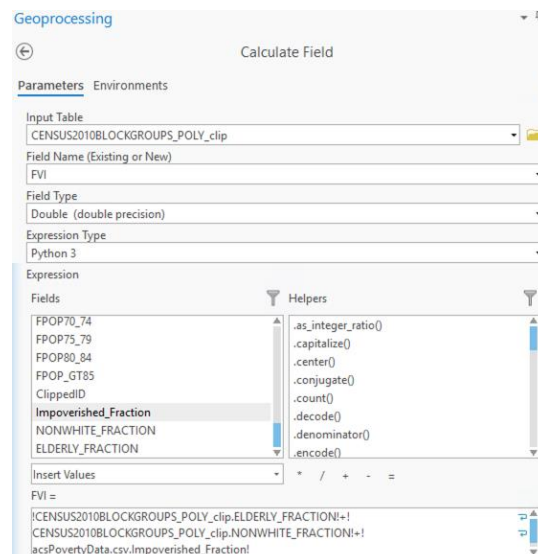 Geoprocessing
Calculate Field
Parameters Environments
Input Table
CENSUS2010BLOCKGROUPS_POLY_clip
Field Name (Existing or New)
FVI
Field Type
Double (double precision)
Expression Type
Python 3
Expression
Fields Helpers
FPOP70_74
FPOP75_79
FPOP80_84
FPOP_GT85
ClippedID
Impoverished_Fraction
NONWHITE_FRACTION
ELDERLY_FRACTION
.as_integer_ratio()
.capitalize()
.center()
.conjugate()
.count()
.decode()
.denominator()
.encode()
Insert Values * / + - =
FVI =
!CENSUS2010BLOCKGROUPS_POLY_clip.ELDERLY_FRACTION!+!
CENSUS2010BLOCKGROUPS_POLY_clip.NONWHITE_FRACTION!+!
acsPovertyData.csv.Impoverished_Fraction!